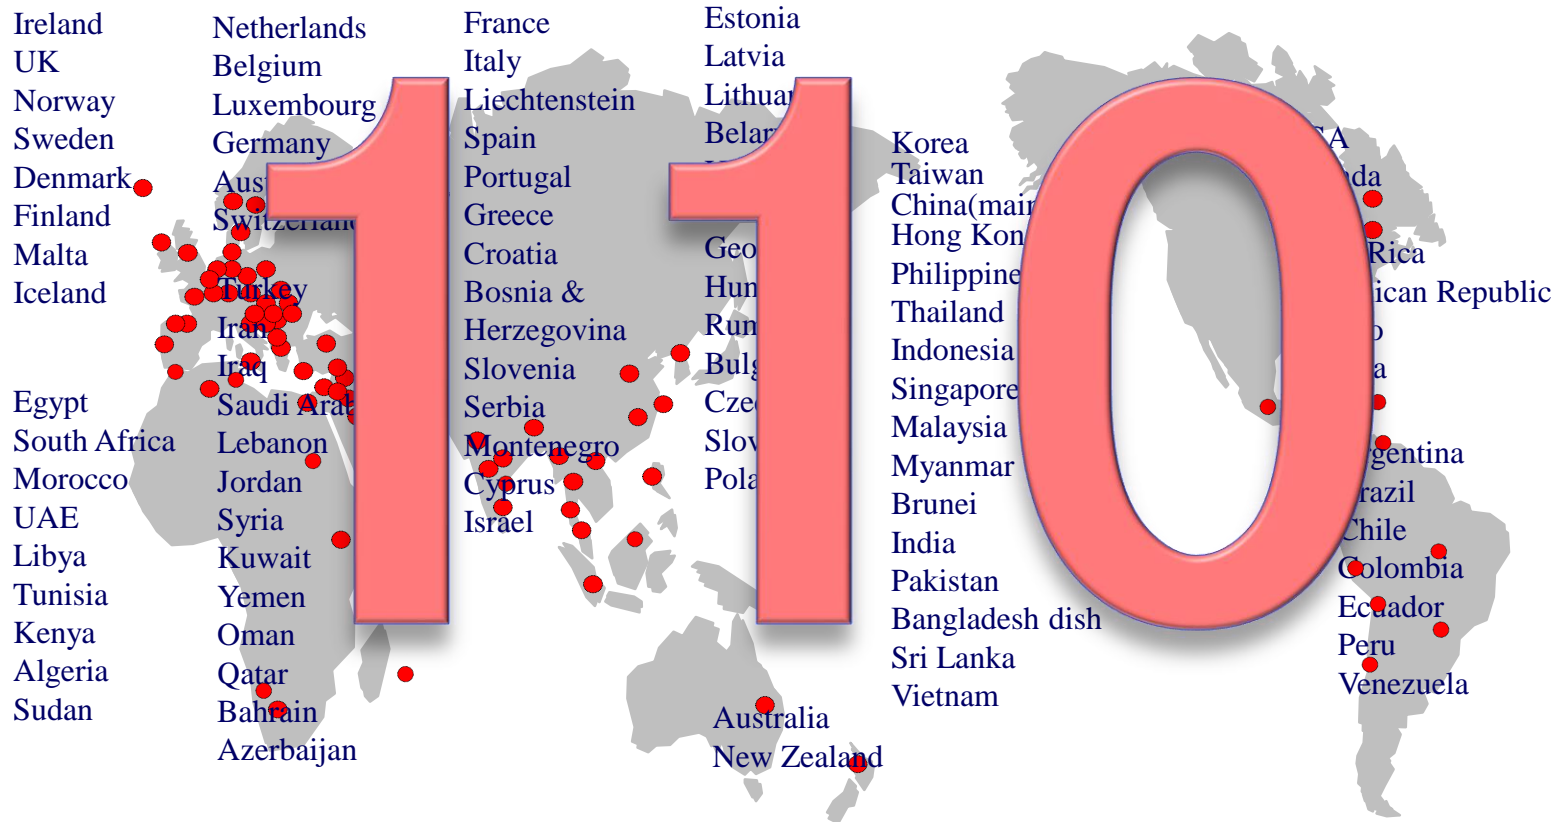 Ireland
UK
Norway
Sweden
Denmark
Finland
Malta
Iceland
Egypt
South Africa
Morocco
UAE
Libya
Tunisia
Kenya
Algeria
Sudan
Netherlands
Belgium
Luxembourg
Germany
Switzerland
Turkey
Iran
Iraq
Saudi
Lebanon
Jordan
Syria
Kuwait
Yemen
Oman
Qatar
Bahrain
Azerbaijan
France
Italy
Liechtenstein
Spain
Portugal
Greece
Croatia
Bosnia &
Herzegovina
Slovenia
Serbia
Montenegro
Cyprus
Israel
Estonia
Latvia
Australia
New Zealand
Korea
Taiwan
Hong
Thailand
Indonesia
Singapore
Malaysia
Myanmar
Brunei
India
Pakistan
Bangladesh dish
Sri Lanka
Vietnam
Rica
Republic
Chile
Colombia
Ecuador
Peru
Venezuela
110